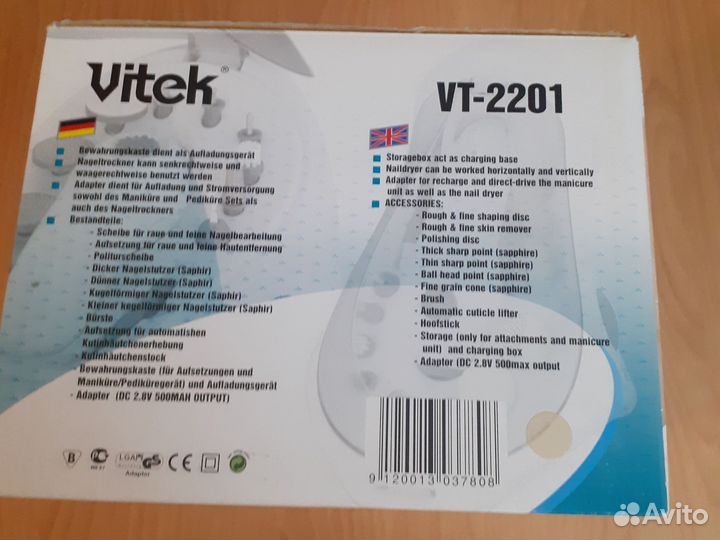 Vitek®
VT-2201
Bewahrungskaste dient als Aufladungsgerät
Nageltrockner kann senkrechtweise und
waagerechtweise benutzt werden
Adapter dient für Aufladung und Stromversorgung
sowohl des Maniküre und Pediküre Sets als
auch des Nageltrockners
Bestandteile:
- Scheibe für raue und feine Nagelbearbeitung
- Aufsetzung für raue und feine Hautentfernung
- Politurscheibe
- Dicker Nagelstutzer (Saphir)
- Dünner Nagelstutzer (Saphir)
- Kugelförmiger Nagelstutzer (Saphir)
- Kleiner kegelförmiger Nagelstutzer (Saphir)
- Bürste
- Aufsetzung für automatishen
Kutinhäutchenerhebung
- Kutinhäutchenstock
- Bewahrungskaste (für Aufsetzungen und
Maniküre/Pediküregerät) und Aufladungsgerät
- Adapter (DC 2.8V 500MAH OUTPUT)
Storagebox act as charging base
Naildryer can be worked horizontally and vertically
Adapter for recharge and direct-drive the manicure
unit as well as the nail dryer
ACCESSORIES:
- Rough & fine shaping disc
- Rough & fine skin remover
- Polishing disc
- Thick sharp point (sapphire)
- Thin sharp point (sapphire)
- Ball head point (sapphire)
- Fine grain cone (sapphire)
- Brush
- Automatic cuticle lifter
- Hoofstick
- Storage (only for attachments and manicure
unit) and charging box
- Adaptor (DC 2.8V 500max output
B
LGA
GS
CE
Adapter
9 120013 037808
Avito